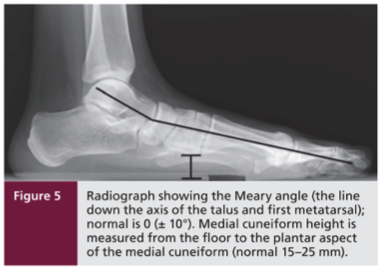 Figure 5
Radiograph showing the Meary angle (the line
down the axis of the talus and first metatarsal);
normal is 0 (± 10°). Medial cuneiform height is
measured from the floor to the plantar aspect
of the medial cuneiform (normal 15–25 mm).